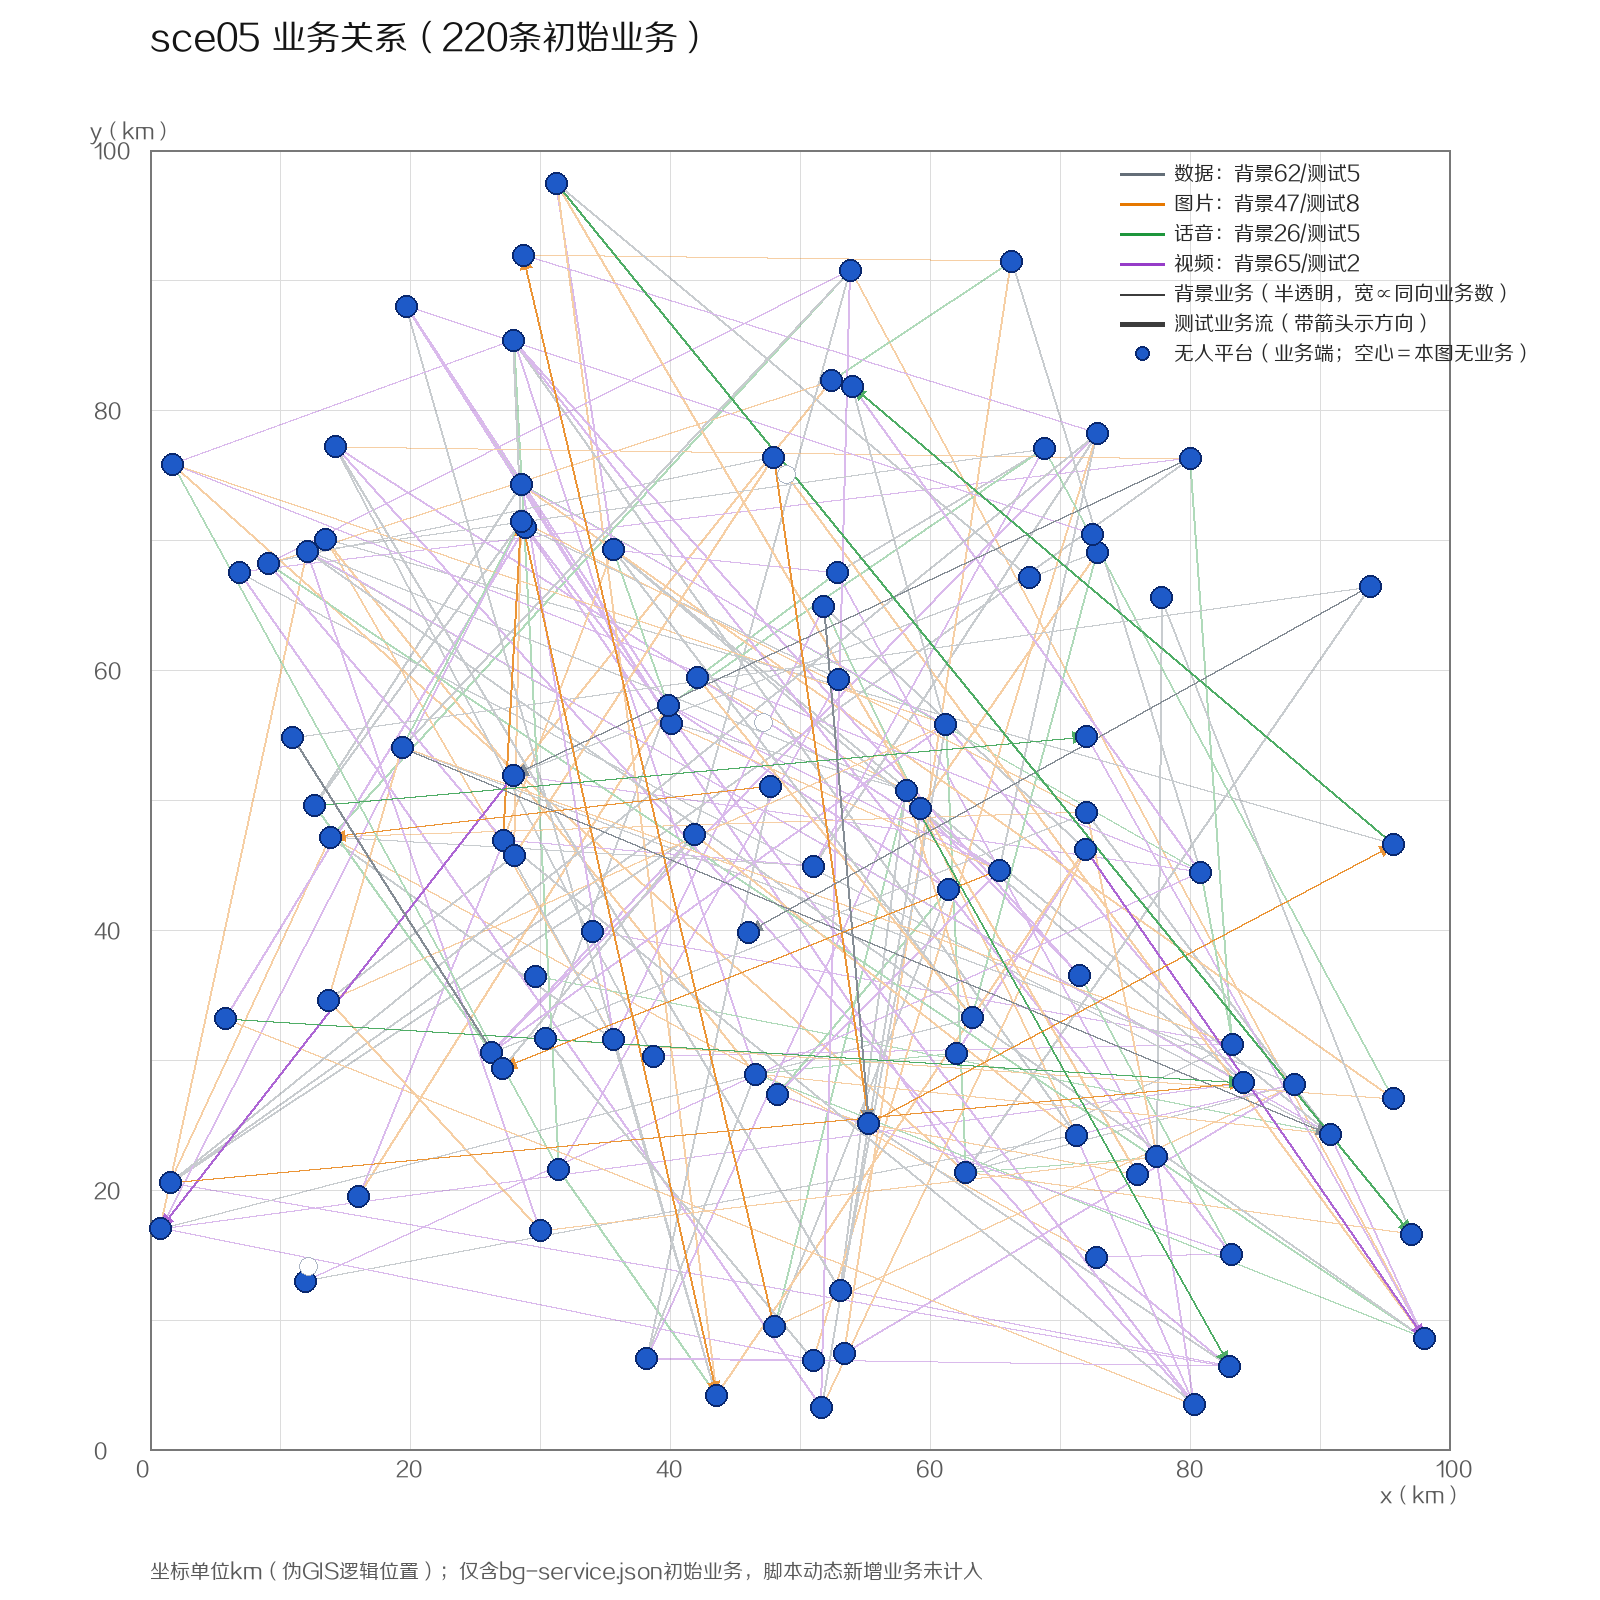 sce05 业务关系（220条初始业务）
y（km）
100
数据：背景62/测试5
图片：背景47/测试8
话音：背景26/测试5
视频：背景65/测试2
背景业务（半透明，宽∝同向业务数）
测试业务流（带箭头示方向）
无人平台（业务端；空心＝本图无业务）
80
60
40
20
0
0 20 40 60 80 100
x（km）
坐标单位km（伪GIS逻辑位置）；仅含bg-service.json初始业务，脚本动态新增业务未计入